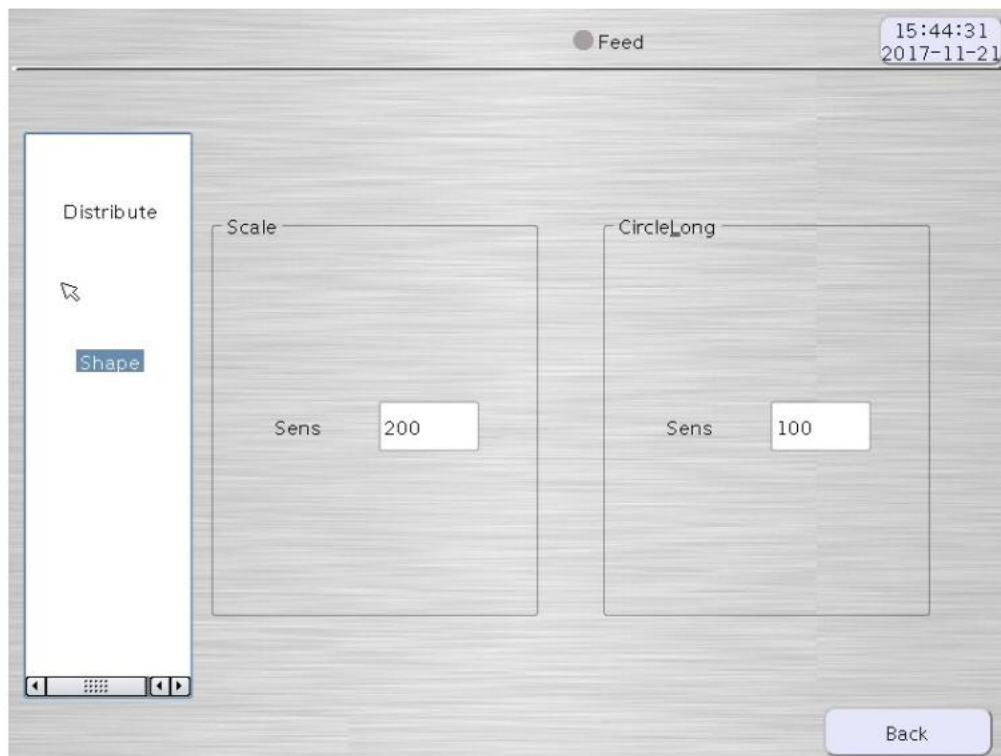 Feed
15:44:31
2017-11-21
Distribute
Shape
Scale
Sens 200
CircleLong
Sens 100
Back